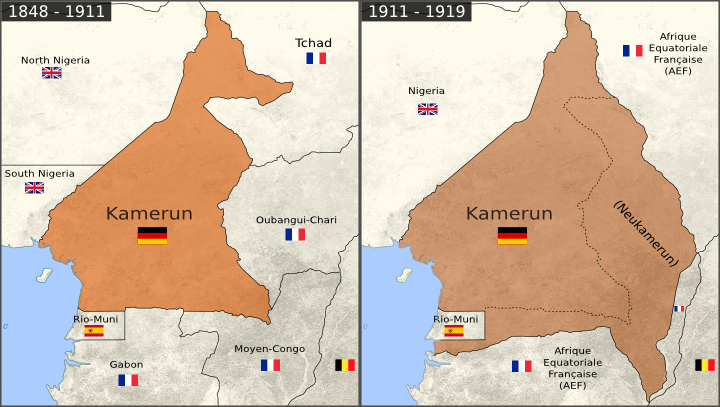 1848 - 1911
North Nigeria
Tchad
South Nigeria
Kamerun
Oubangui-Chari
Rio-Muni
Gabon
Moyen-Congo
1911 - 1919
Afrique
Equatoriale
Française
(AEF)
Nigeria
Kamerun
(Neukamerun)
Rio-Muni
Afrique
Equatoriale
Française
(AEF)